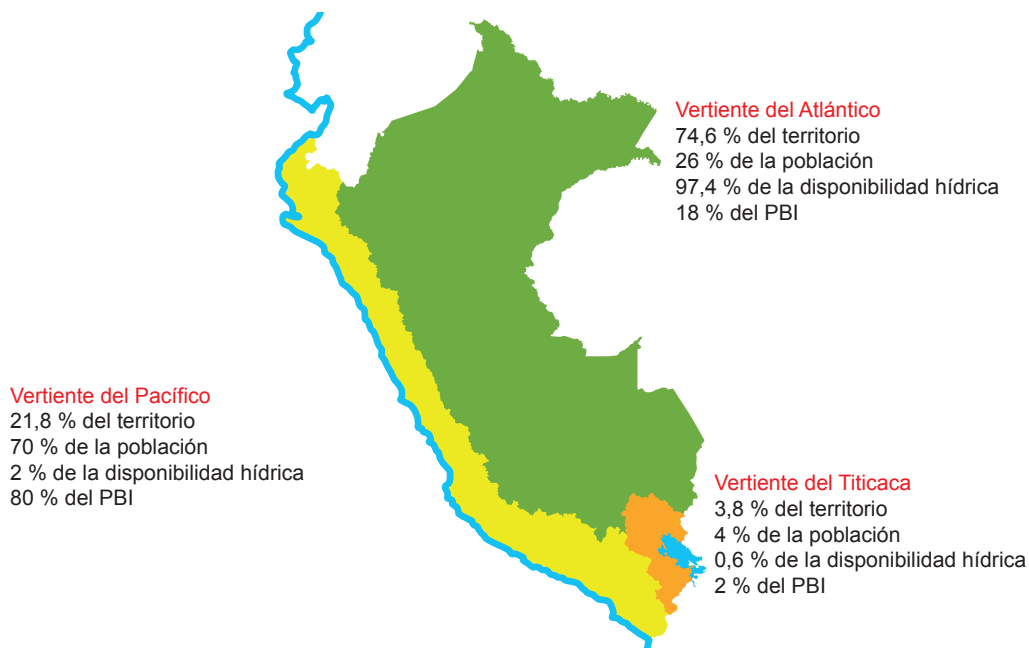 Vertiente del Atlántico
74,6 % del territorio
26 % de la población
97,4 % de la disponibilidad hídrica
18 % del PBI
Vertiente del Pacífico
21,8 % del territorio
70 % de la población
2 % de la disponibilidad hídrica
80 % del PBI
Vertiente del Titicaca
3,8 % del territorio
4 % de la población
0,6 % de la disponibilidad hídrica
2 % del PBI